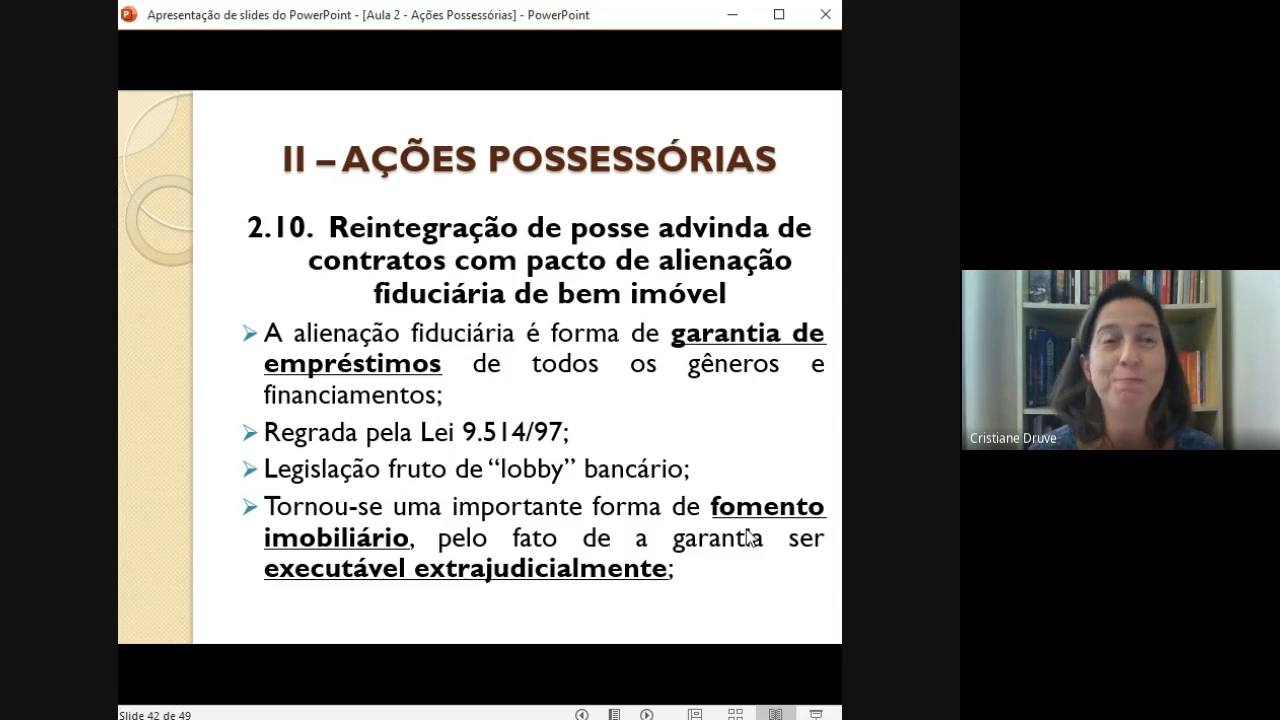 Apresentação de slides do PowerPoint - [Aula 2 - Ações Possessórias] - PowerPoint
II – AÇÕES POSSESSÓRIAS
2.10. Reintegração de posse advinda de
contratos com pacto de alienação
fiduciária de bem imóvel
A alienação fiduciária é forma de garantia de
empréstimos de todos os gêneros e
financiamentos;
Regrada pela Lei 9.514/97;
Legislação fruto de “lobby” bancário;
Tornou-se uma importante forma de fomento
imobiliário, pelo fato de a garantia ser
executável extrajudicialmente;
Cristiane Druve
Slide 42 de 49